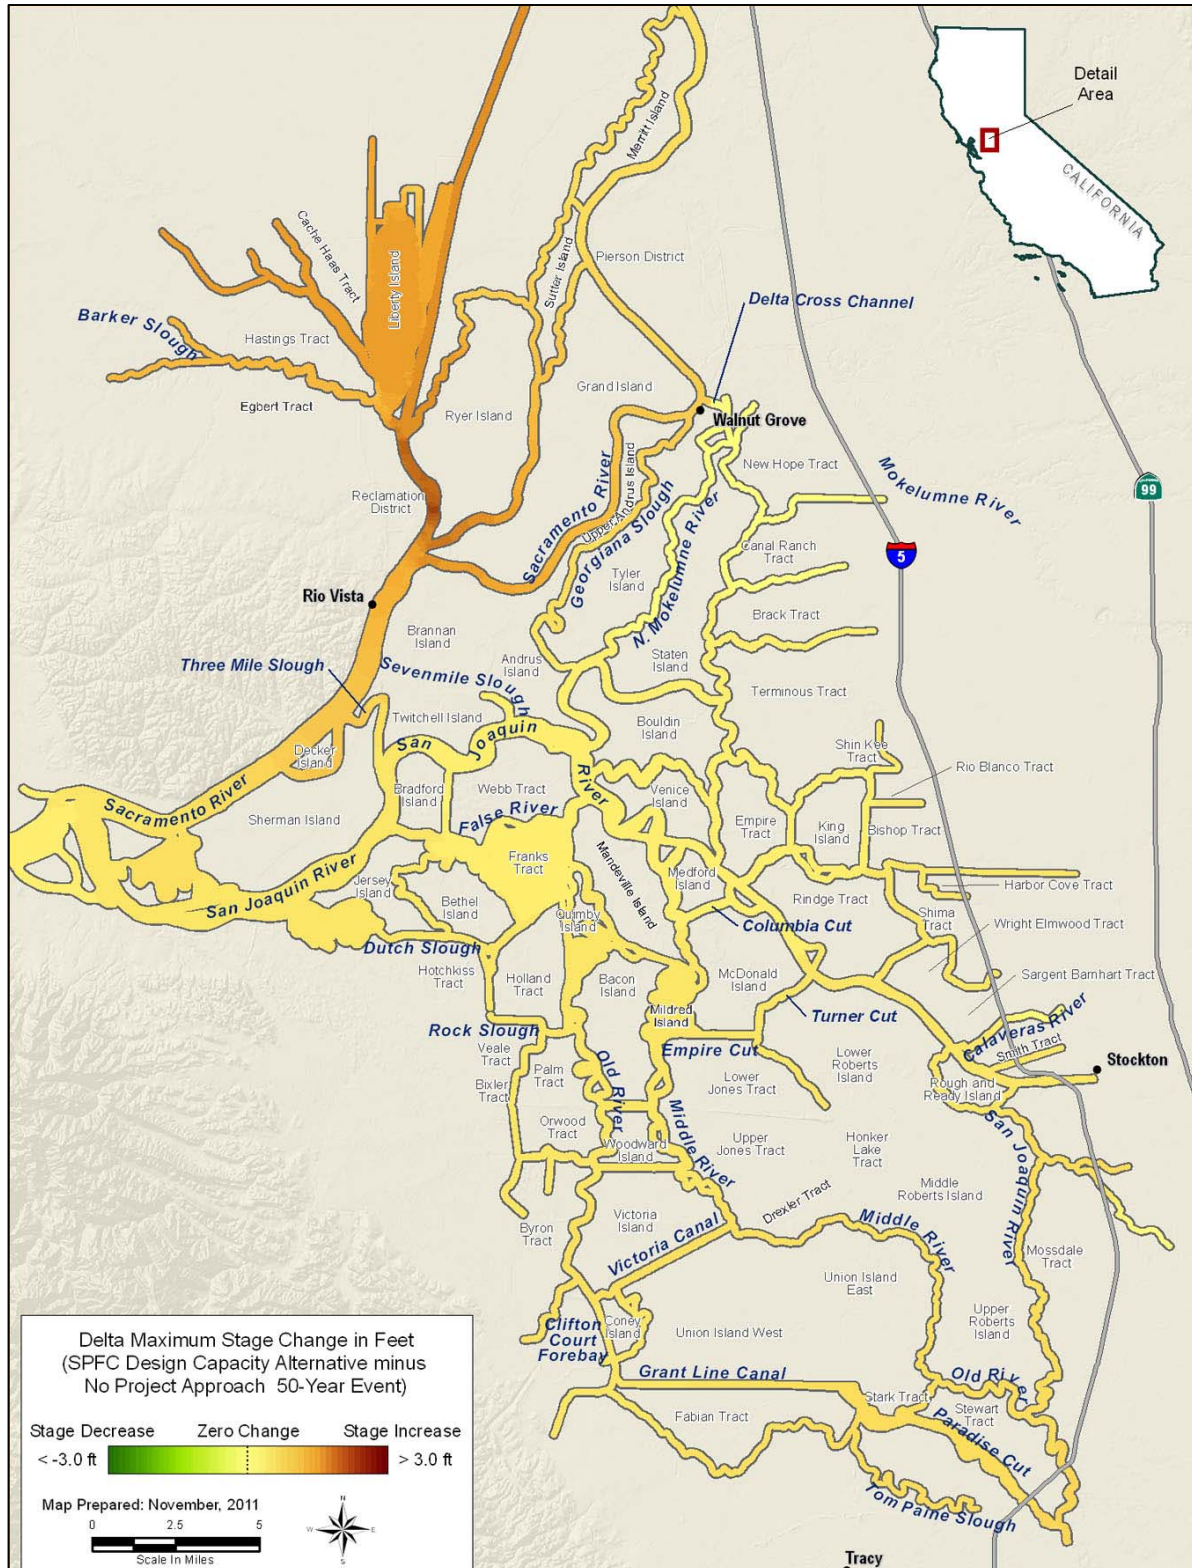 Detail
Area
CALIFORNIA
Merritt Island
Cache Haas Tract
Liberty Island
Sutter Island
Pierson District
Delta Cross Channel
Barker Slough
Hastings Tract
Egbert Tract
Ryer Island
Grand Island
Walnut Grove
New Hope Tract
Mokelumne River
99
5
Reclamation
District
Sacramento River
Upper Andrus Island
Georgiana Slough
Canal Ranch
Tract
Tyler
Island
N. Mokelumne River
Rio Vista
Brannan
Island
Brack Tract
Three Mile Slough
Sevenmile Slough
Andrus
Island
Staten
Island
Terminous Tract
Twitchell Island
Bouldin
Island
Decker
Island
San Joaquin River
Shin Kee
Tract
Rio Blanco Tract
Sacramento River
Sherman Island
Bradford
Island
Webb Tract
False River
Venice
Island
Empire
Tract
King
Island
Bishop Tract
Franks
Tract
Mandeville Island
Medford
Island
San Joaquin River
Jersey
Island
Bethel
Island
Quimby
Island
Rindge Tract
Harbor Cove Tract
Shima
Tract
Wright Elmwood Tract
Columbia Cut
Dutch Slough
Hotchkiss
Tract
Holland
Tract
Bacon
Island
McDonald
Island
Sargent Barnhart Tract
Mildred
Island
Turner Cut
Rock Slough
Veale
Tract
Old River
Empire Cut
Calaveras River
Smith Tract
Stockton
Bixler
Tract
Palm
Tract
Lower
Jones Tract
Lower
Roberts
Island
Rough and
Ready Island
Orwood
Tract
Woodward
Island
Middle River
Upper
Jones Tract
Honker
Lake
Tract
San Joaquin River
Middle
Roberts Island
Drexler Tract
Byron
Tract
Victoria
Island
Victoria Canal
Middle River
Mossdale
Tract
Union Island
East
Clifton
Court
Forebay
Coney
Island
Union Island West
Upper
Roberts
Island
Grant Line Canal
Old River
Stark Tract
Stewart
Tract
Fabian Tract
Paradise Cut
Tom Paine Slough
Tracy
Delta Maximum Stage Change in Feet
(SPFC Design Capacity Alternative minus
No Project Approach 50-Year Event)
Stage Decrease Zero Change Stage Increase
< -3.0 ft > 3.0 ft
Map Prepared: November, 2011
0 2.5 5
Scale In Miles
N
W E
S